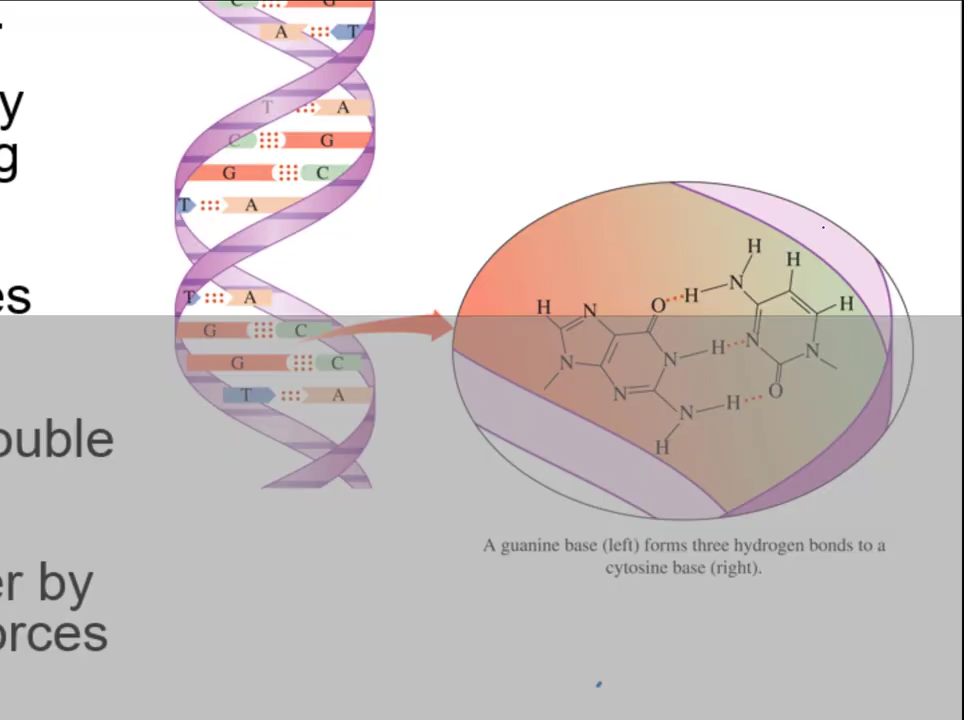 y
g
es
ouble
er by
orces
C G
A T
T A
C G
G C
T A
T A
G C
G C
T A
H
H
N
H
H
O
H
N
N
H
N
H
N
N
N
O
N
H
N
H
A guanine base (left) forms three hydrogen bonds to a
cytosine base (right).